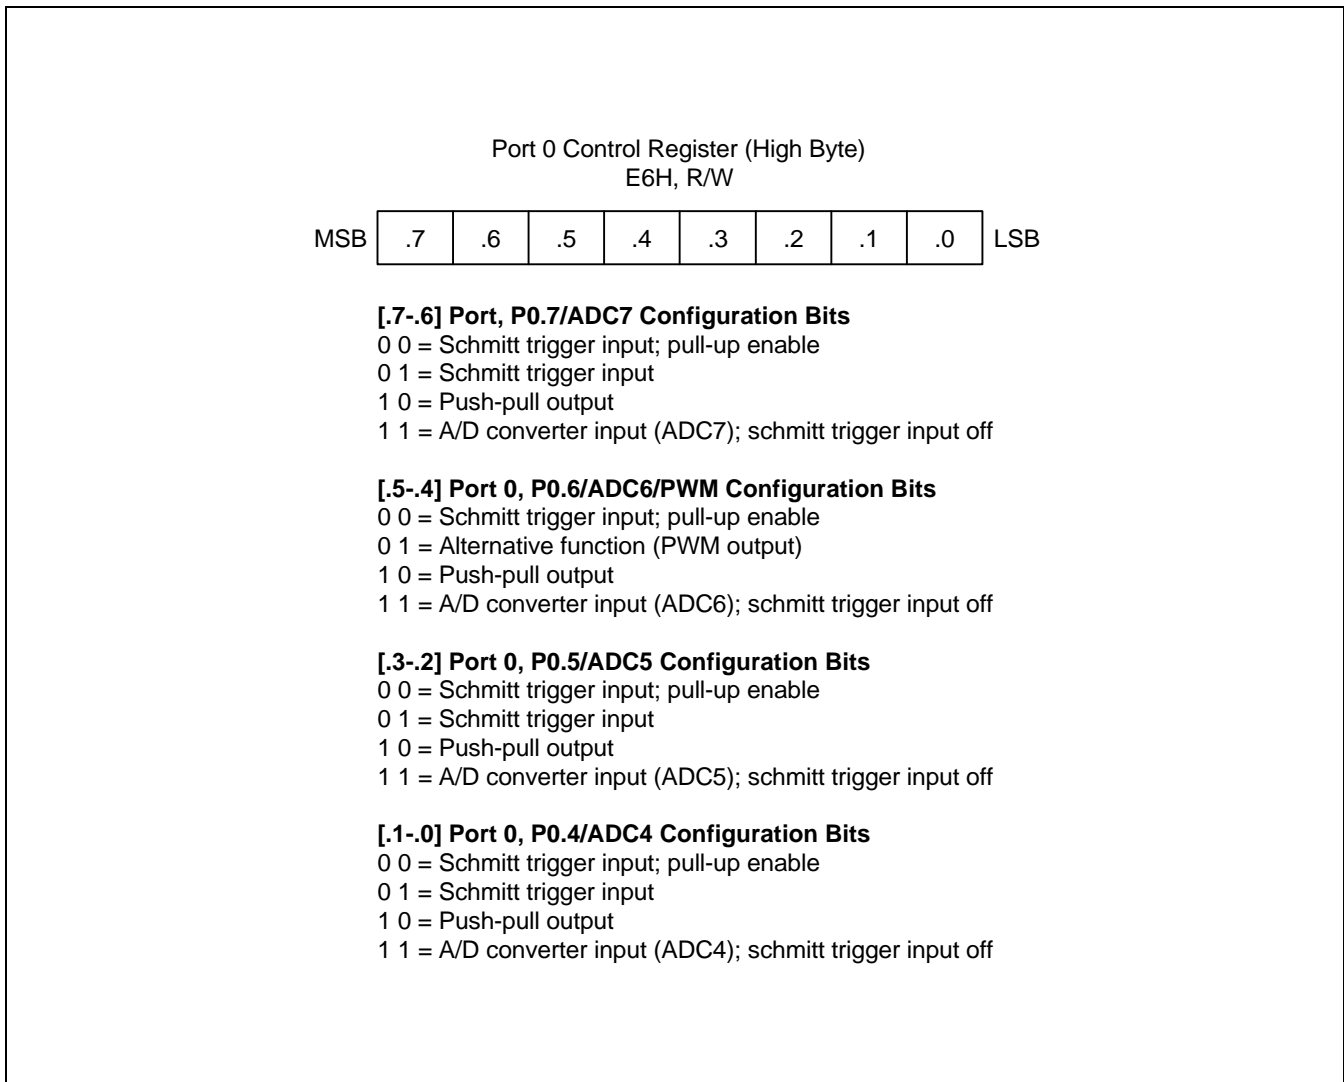 Port 0 Control Register (High Byte)
E6H, R/W
MSB .7 .6 .5 .4 .3 .2 .1 .0 LSB
[.7-.6] Port, P0.7/ADC7 Configuration Bits
0 0 = Schmitt trigger input; pull-up enable
0 1 = Schmitt trigger input
1 0 = Push-pull output
1 1 = A/D converter input (ADC7); schmitt trigger input off
[.5-.4] Port 0, P0.6/ADC6/PWM Configuration Bits
0 0 = Schmitt trigger input; pull-up enable
0 1 = Alternative function (PWM output)
1 0 = Push-pull output
1 1 = A/D converter input (ADC6); schmitt trigger input off
[.3-.2] Port 0, P0.5/ADC5 Configuration Bits
0 0 = Schmitt trigger input; pull-up enable
0 1 = Schmitt trigger input
1 0 = Push-pull output
1 1 = A/D converter input (ADC5); schmitt trigger input off
[.1-.0] Port 0, P0.4/ADC4 Configuration Bits
0 0 = Schmitt trigger input; pull-up enable
0 1 = Schmitt trigger input
1 0 = Push-pull output
1 1 = A/D converter input (ADC4); schmitt trigger input off